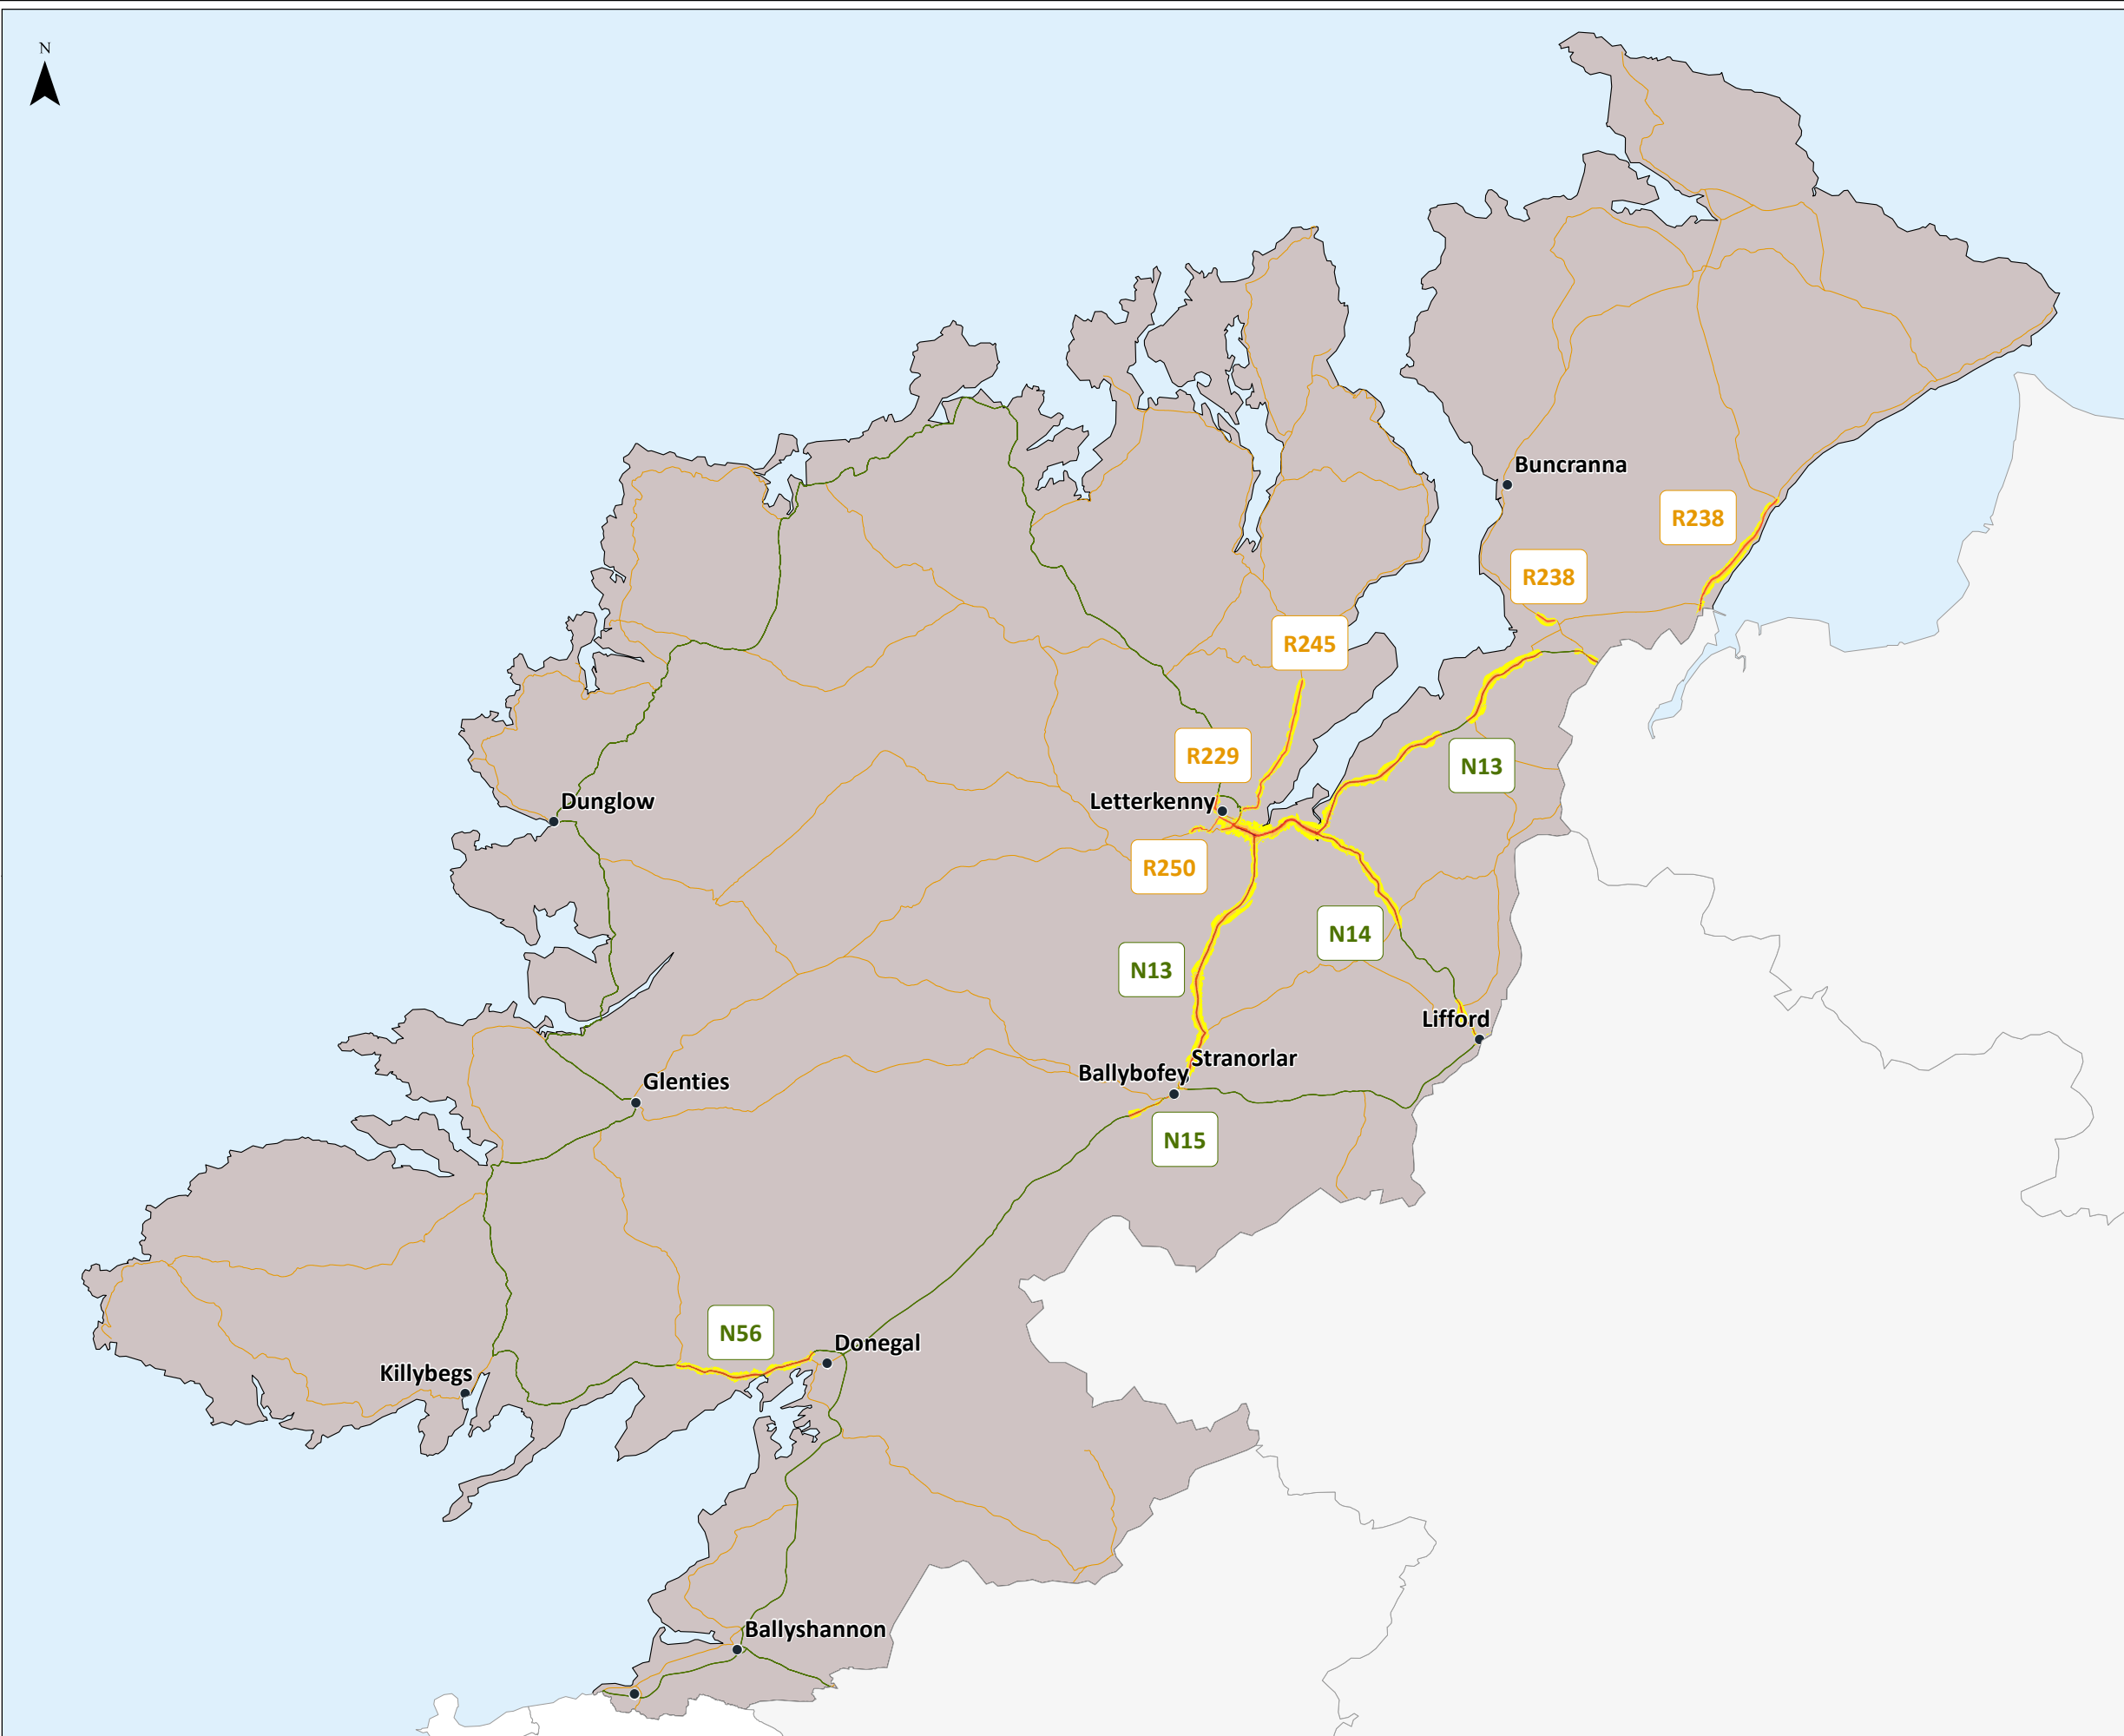 N
Buncranna
R238
R238
R245
R229
N13
Dunglow
Letterkenny
R250
N14
N13
Lifford
Stranorlar
Ballybofey
Glenties
N15
N56
Donegal
Killybegs
Ballyshannon